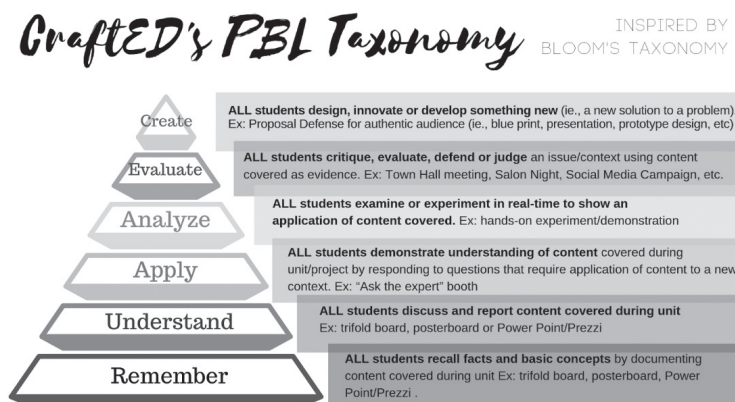 CraftED's PBL Taxonomy
INSPIRED BY
BLOOM'S TAXONOMY
Create
ALL students design, innovate or develop something new (ie., a new solution to a problem)
Ex: Proposal Defense for authentic audience (ie., blue print, presentation, prototype design, etc)
Evaluate
ALL students critique, evaluate, defend or judge an issue/context using content
covered as evidence. Ex: Town Hall meeting, Salon Night, Social Media Campaign, etc.
Analyze
ALL students examine or experiment in real-time to show an
application of content covered. Ex: hands-on experiment/demonstration
Apply
ALL students demonstrate understanding of content covered during
unit/project by responding to questions that require application of content to a new
context. Ex: "Ask the expert" booth
Understand
ALL students discuss and report content covered during unit
Ex: trifold board, posterboard or Power Point/Prezzi
Remember
ALL students recall facts and basic concepts by documenting
content covered during unit Ex: trifold board, posterboard, Power
Point/Prezzi .